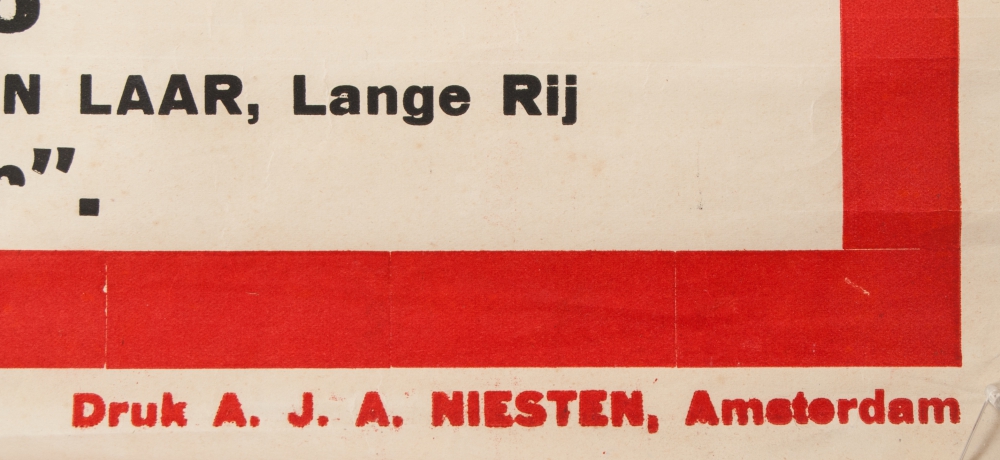 N LAAR, Lange Rij
".
Druk A. J. A. NIESTEN, Amsterdam